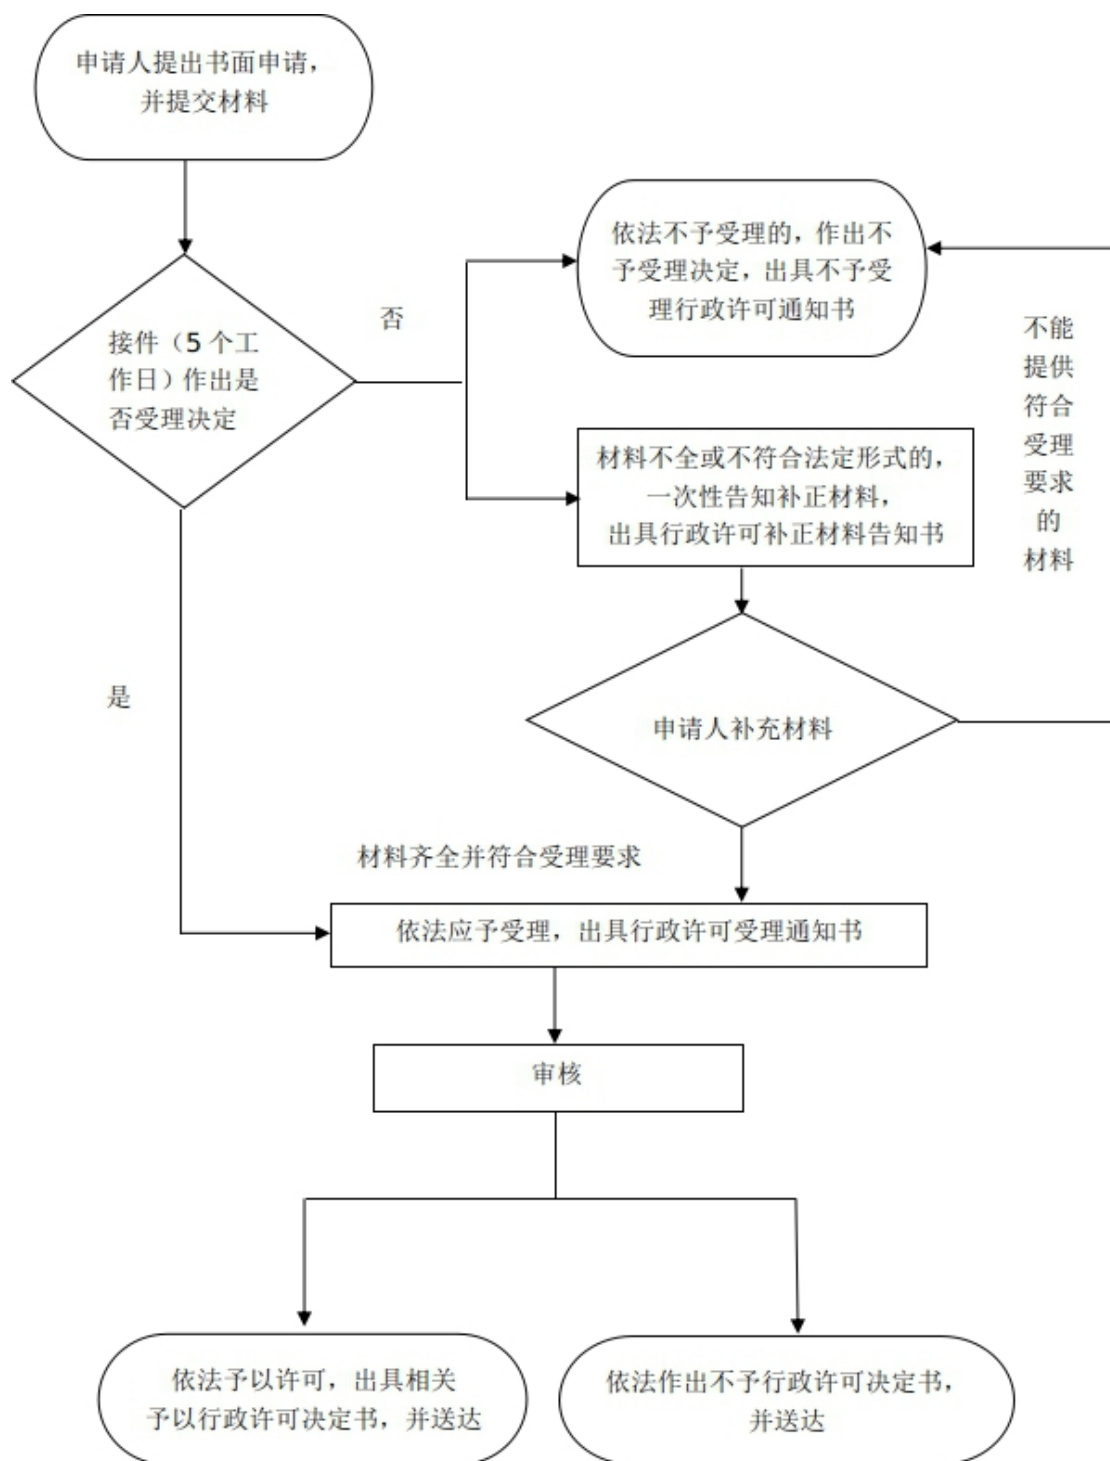 申请人提出书面申请，
并提交材料
依法不予受理的，作出不
予受理决定，出具不予受
理行政许可通知书
否
接件（5个工
作日）作出是
否受理决定
不能
提供
符合
受理
要求
的
材料
材料不全或不符合法定形式的，
一次性告知补正材料，
出具行政许可补正材料告知书
是
申请人补充材料
材料齐全并符合受理要求
依法应予受理，出具行政许可受理通知书
审核
依法予以许可，出具相关
予以行政许可决定书，并送达
依法作出不予行政许可决定书，
并送达